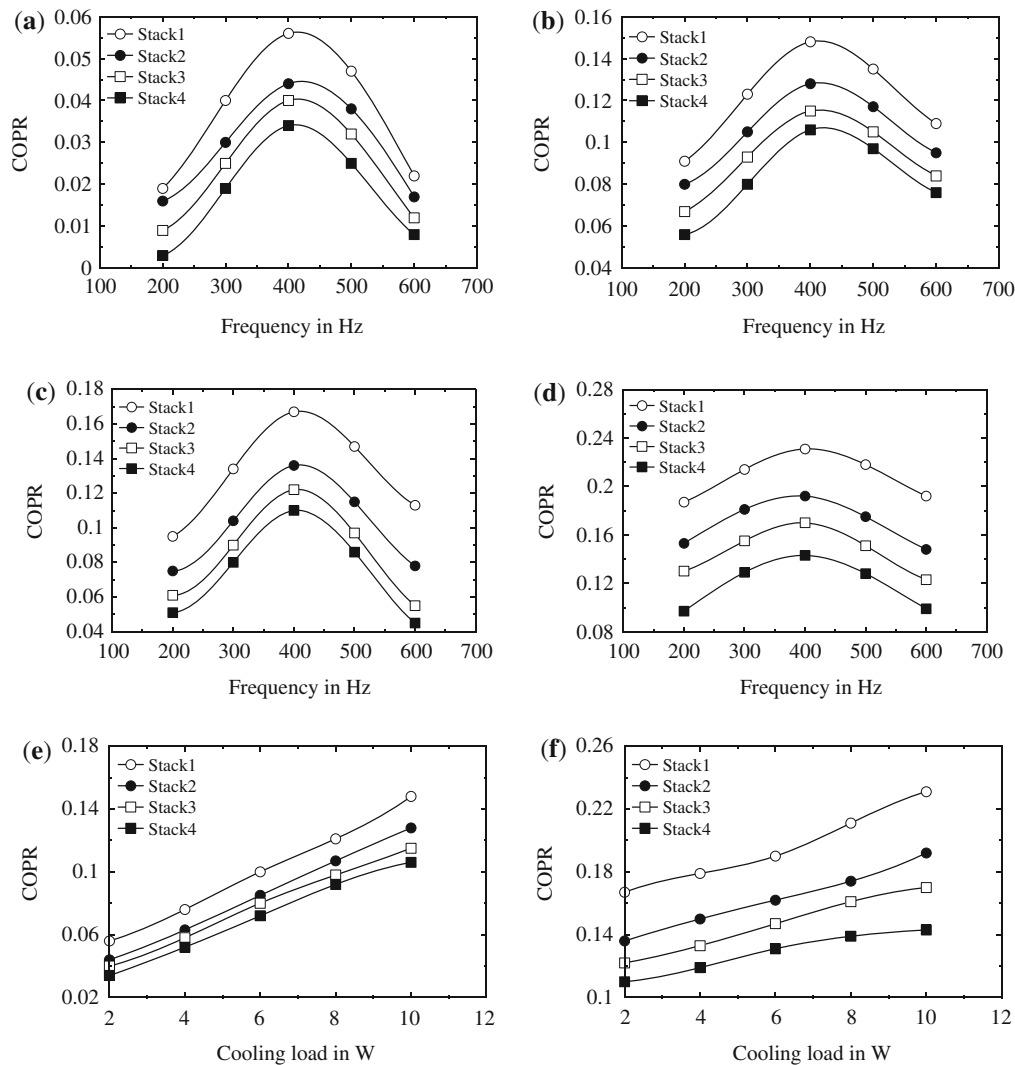 (a)
0.06
0.05
0.04
0.03
0.02
0.01
0
COPR
Stack1
Stack2
Stack3
Stack4
100 200 300 400 500 600 700
Frequency in Hz
(b)
0.16
0.14
0.12
0.1
0.08
0.06
0.04
COPR
Stack1
Stack2
Stack3
Stack4
100 200 300 400 500 600 700
Frequency in Hz
(c)
0.18
0.16
0.14
0.12
0.1
0.08
0.06
0.04
COPR
Stack1
Stack2
Stack3
Stack4
100 200 300 400 500 600 700
Frequency in Hz
(d)
0.28
0.24
0.2
0.16
0.12
0.08
COPR
Stack1
Stack2
Stack3
Stack4
100 200 300 400 500 600 700
Frequency in Hz
(e)
0.18
0.14
0.1
0.06
0.02
COPR
Stack1
Stack2
Stack3
Stack4
2 4 6 8 10 12
Cooling load in W
(f)
0.26
0.22
0.18
0.14
0.1
COPR
Stack1
Stack2
Stack3
Stack4
2 4 6 8 10 12
Cooling load in W